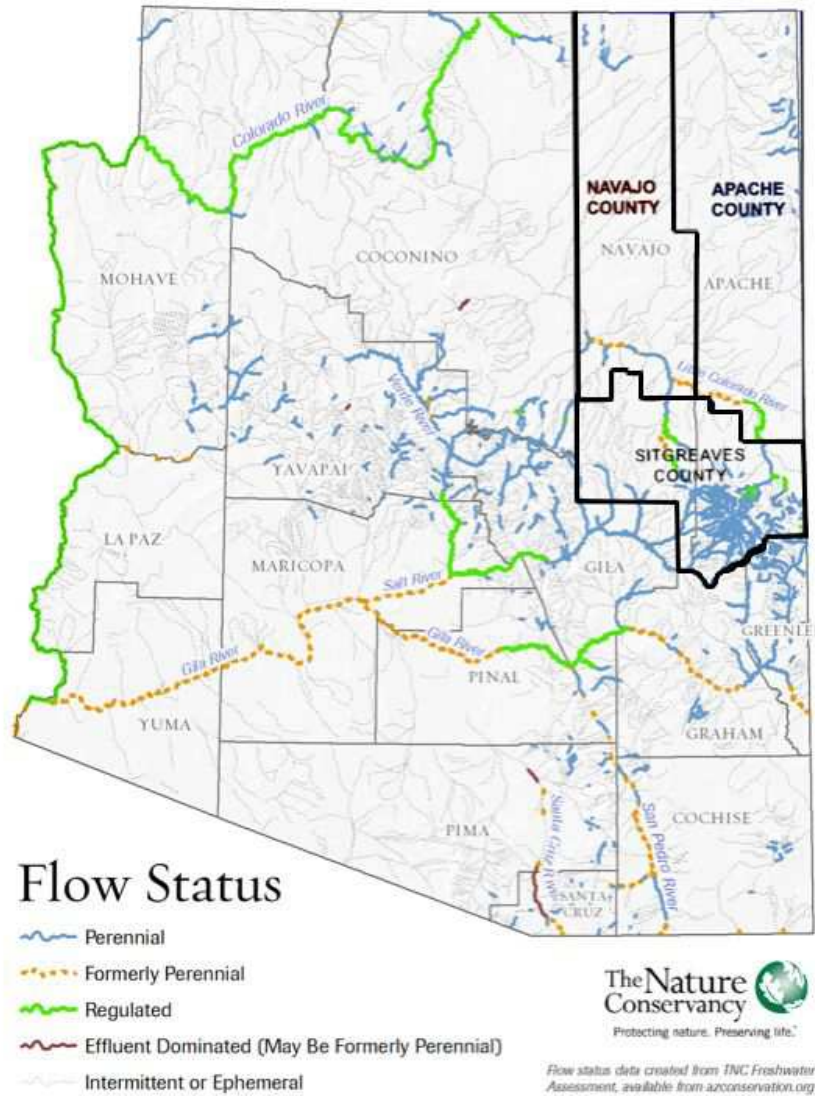 Colorado River
NAVAJO
COUNTY
APACHE
COUNTY
COCONINO
NAVAJO
MOHAVE
APACHE
Verde River
Little Colorado River
SITGREAVES
COUNTY
YAVAPAI
LA PAZ
MARICOPA
Salt River
GILA
Gila River
Gila River
GREENLE
PINAL
YUMA
GRAHAM
PIMA
Santa Cruz River
San Pedro River
COCHISE
SANTA
CRUZ
Flow Status
Perennial
Formerly Perennial
Regulated
Effluent Dominated (May Be Formerly Perennial)
Intermittent or Ephemeral
The Nature
Conservancy
Protecting nature. Preserving life.
Flow status data created from TNC Freshwater
Assessment, available from azconservation.org